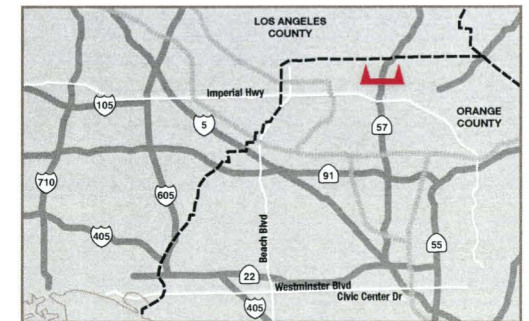 LOS ANGELES
COUNTY
Imperial Hwy
105
5
57
ORANGE
COUNTY
710
605
91
405
Beach Blvd
55
22
Westminster Blvd
Civic Center Dr
405